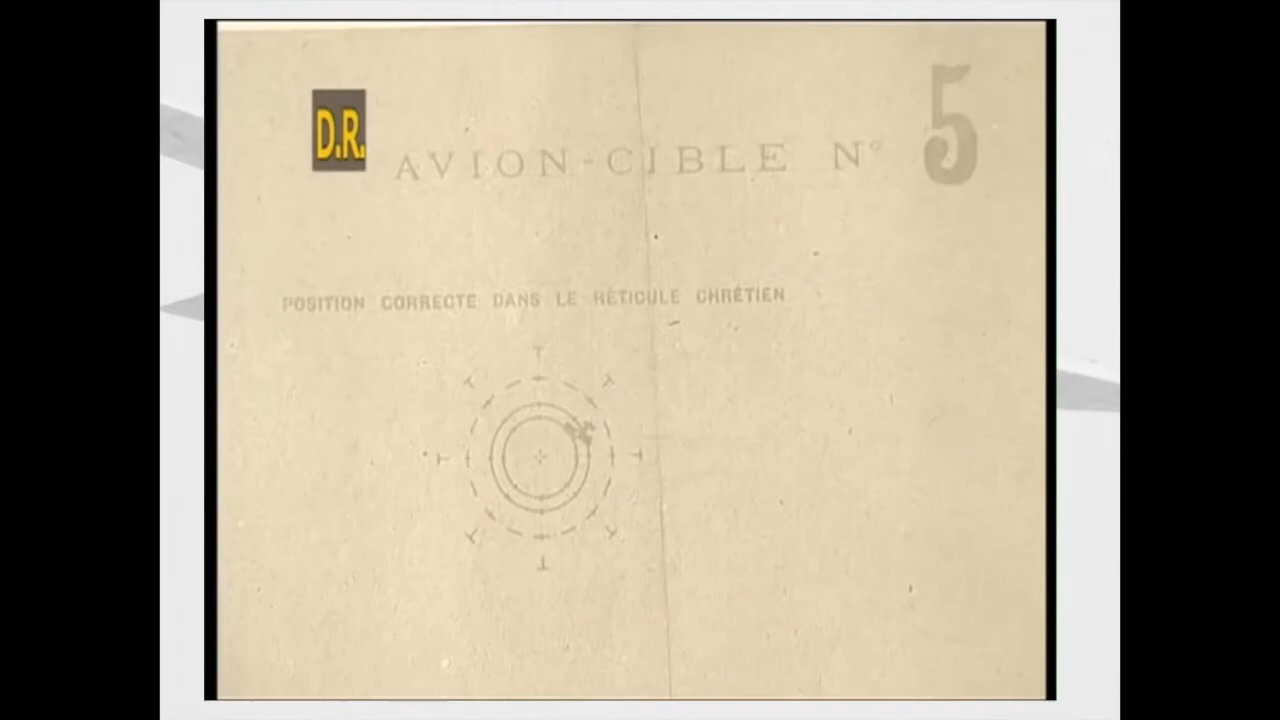 D.R.
AVION-CIBLE N° 5
POSITION CORRECTE DANS LE RÉTICULE CHRÉTIEN